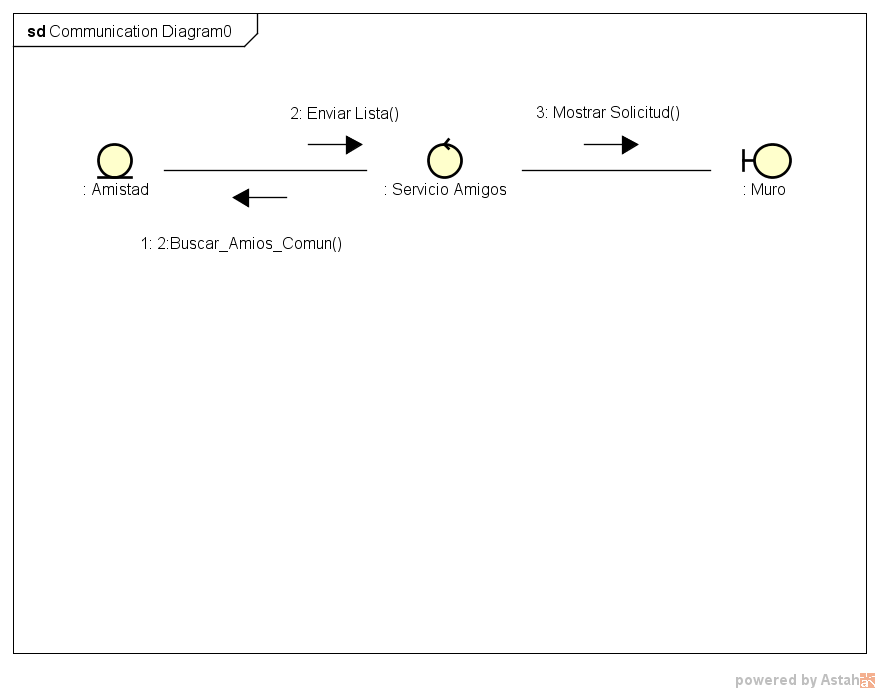 sd Communication Diagram0
2: Enviar Lista()
3: Mostrar Solicitud()
: Amistad
: Servicio Amigos
: Muro
1: 2:Buscar_Amios_Comun()
powered by Astah